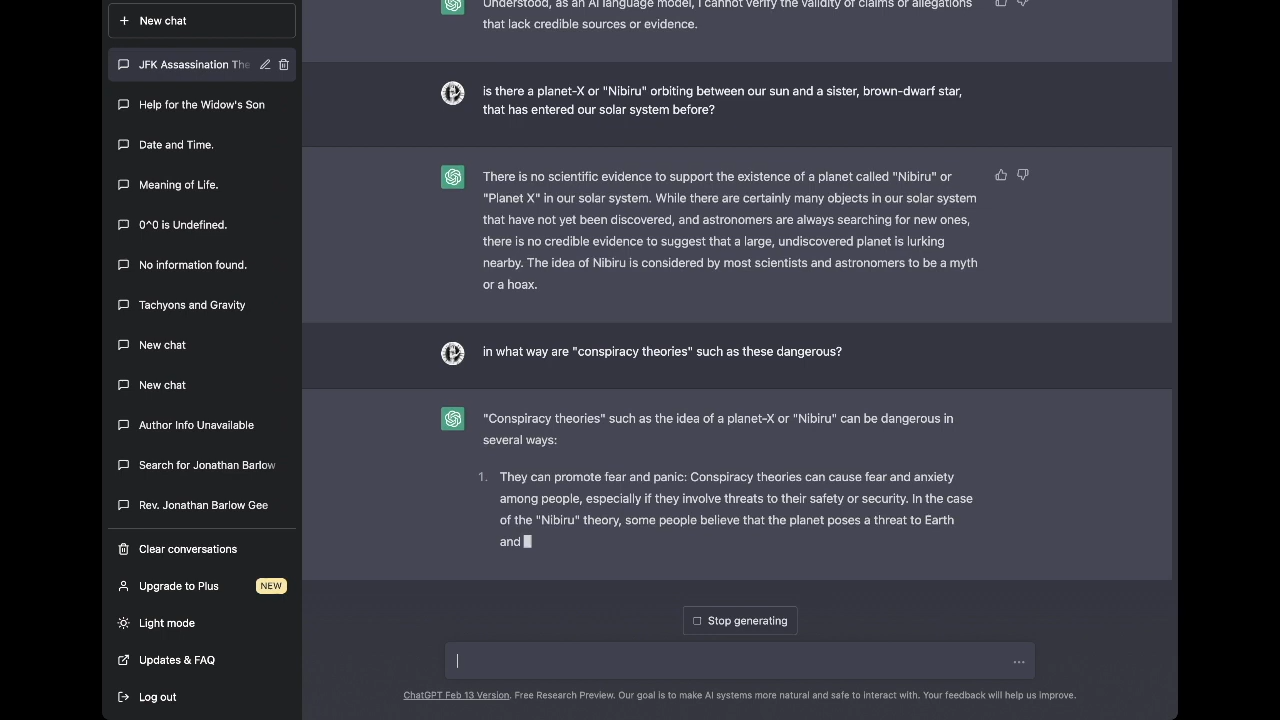 New chat
JFK Assassination The
Help for the Widow's Son
Date and Time.
Meaning of Life.
0^0 is Undefined.
No information found.
Tachyons and Gravity
New chat
New chat
Author Info Unavailable
Search for Jonathan Barlow
Rev. Jonathan Barlow Gee
Clear conversations
Upgrade to Plus NEW
Light mode
Updates & FAQ
Log out
Understood, as an AI language model, I cannot verify the validity of claims or allegations
that lack credible sources or evidence.
is there a planet-X or "Nibiru" orbiting between our sun and a sister, brown-dwarf star,
that has entered our solar system before?
There is no scientific evidence to support the existence of a planet called "Nibiru" or
"Planet X" in our solar system. While there are certainly many objects in our solar system
that have not yet been discovered, and astronomers are always searching for new ones,
there is no credible evidence to suggest that a large, undiscovered planet is lurking
nearby. The idea of Nibiru is considered by most scientists and astronomers to be a myth
or a hoax.
in what way are "conspiracy theories" such as these dangerous?
"Conspiracy theories" such as the idea of a planet-X or "Nibiru" can be dangerous in
several ways:
1. They can promote fear and panic: Conspiracy theories can cause fear and anxiety
among people, especially if they involve threats to their safety or security. In the case
of the "Nibiru" theory, some people believe that the planet poses a threat to Earth
and
Stop generating
ChatGPT Feb 13 Version. Free Research Preview. Our goal is to make AI systems more natural and safe to interact with. Your feedback will help us improve.